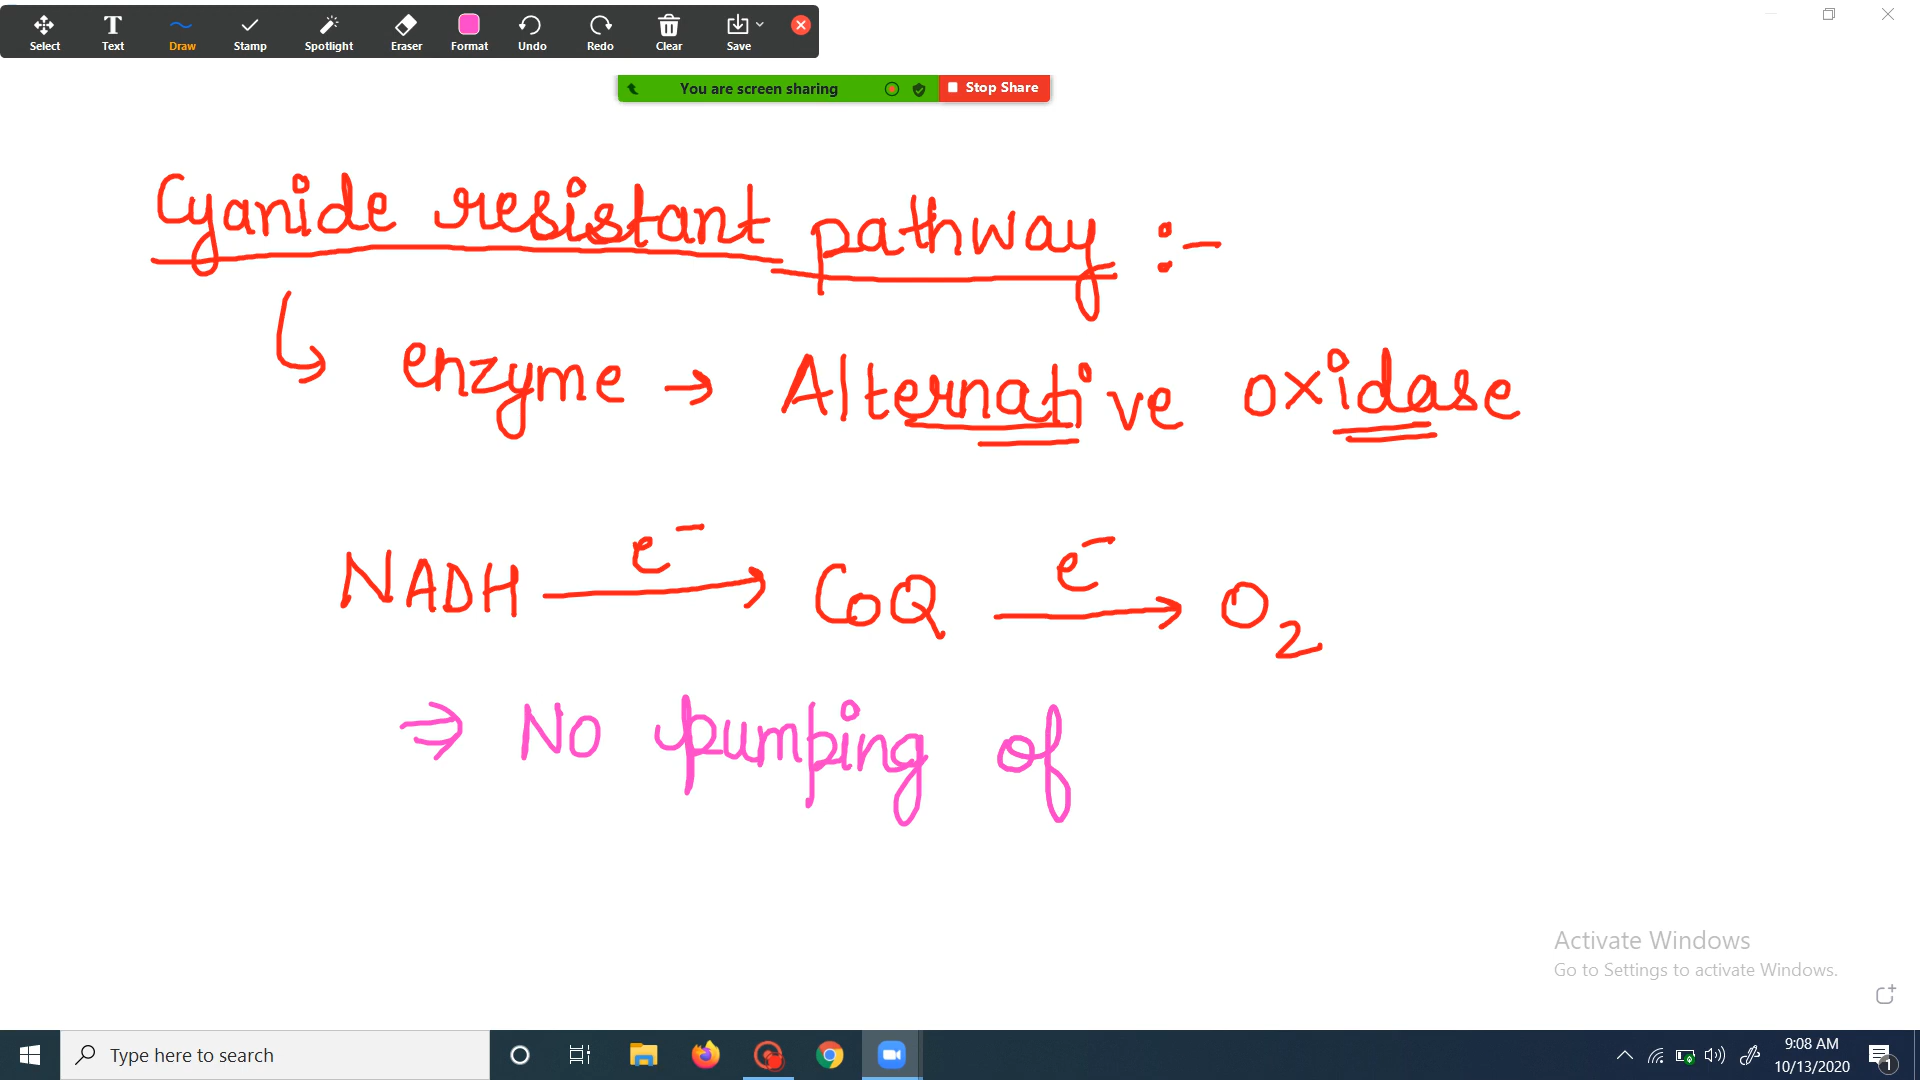 Select Text Draw Stamp Spotlight Eraser Format Undo Redo Clear Save
You are screen sharing Stop Share
Cyanide resistant pathway :-
enzyme → Alternative oxidase
e⁻ e⁻
NADH → CoQ → O₂
⇒ No pumping of
Activate Windows
Go to Settings to activate Windows.
Type here to search
9:08 AM
10/13/2020
1